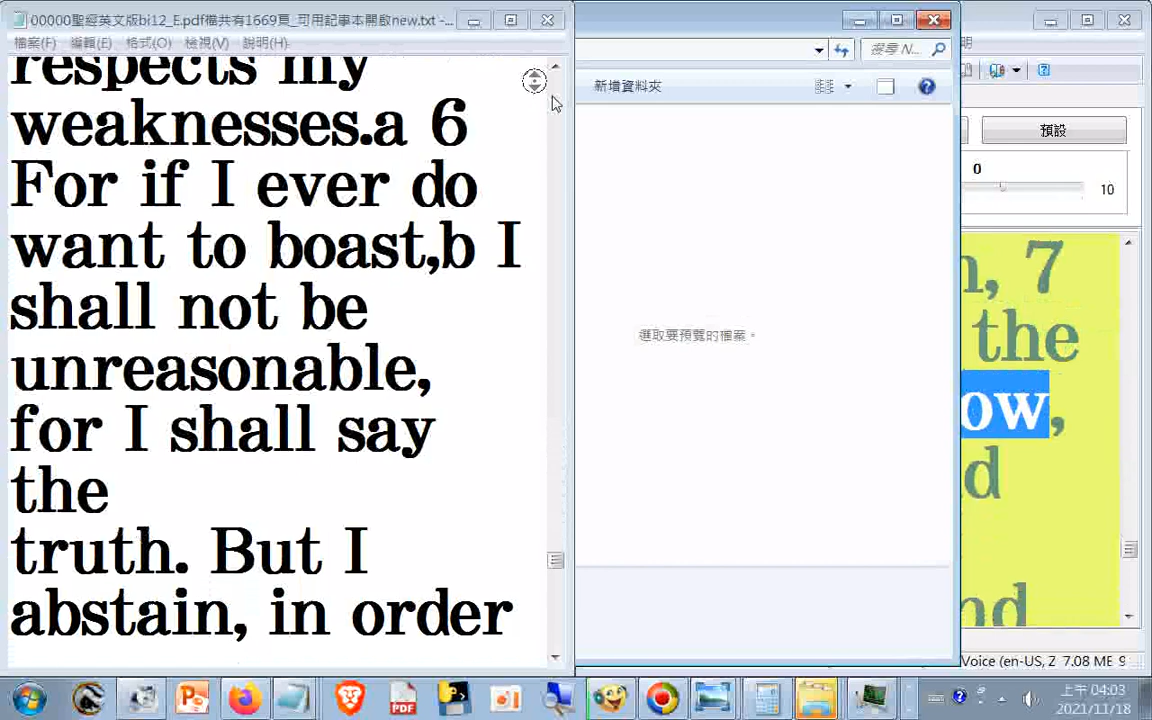 00000聖經英文版bi12_E.pdf檔共有1669頁_可用記事本開啟new.txt -...
檔案(F) 編輯(E) 格式(O) 檢視(V) 說明(H)
respects my
weaknesses.a 6
For if I ever do
want to boast,b I
shall not be
unreasonable,
for I shall say
the
truth. But I
abstain, in order
搜尋 N...
新增資料夾
選取要預覽的檔案。
明
預設
0
10
, 7
the
ow,
d
nd
Voice (en-US, Z 7.08 ME 9
PDF
上午 04:03
2021/11/18